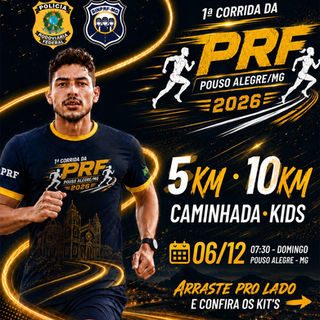 POLÍCIA
RODOVIÁRIA
FEDERAL
1ª CORRIDA DA
PRF
POUSO ALEGRE/MG
2026
1ª CORRIDA DA
PRF
POUSO ALEGRE/MG
2026
PRF
5KM · 10KM
CAMINHADA · KIDS
06/12
07:30 - DOMINGO
POUSO ALEGRE - MG
ARRASTE PRO LADO
E CONFIRA OS KIT'S